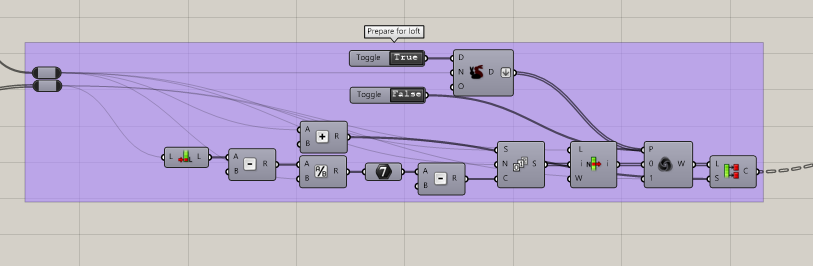 Prepare for loft
Toggle True
D
N D
O
Toggle False
A
B R
L L
A
B R
A
B R
7
A
B R
S
N S
C
L
i N i
W
P
0 W
1
L
S C